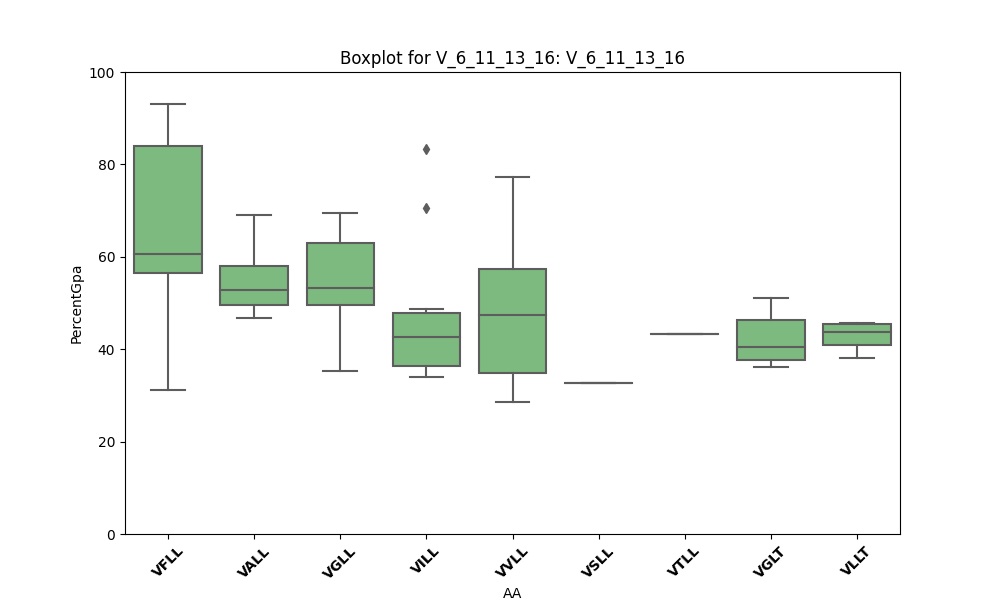 Boxplot for V_6_11_13_16: V_6_11_13_16
100
80
60
40
20
0
PercentGpa
VFLL
VALL
VGLL
VILL
VVLL
VSLL
VTLL
VGLT
VLLT
AA